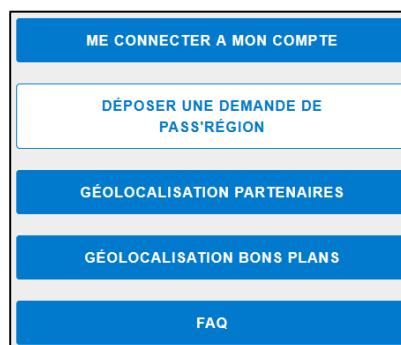 ME CONNECTER A MON COMPTE
DÉPOSER UNE DEMANDE DE
PASS'RÉGION
GÉOLOCALISATION PARTENAIRES
GÉOLOCALISATION BONS PLANS
FAQ